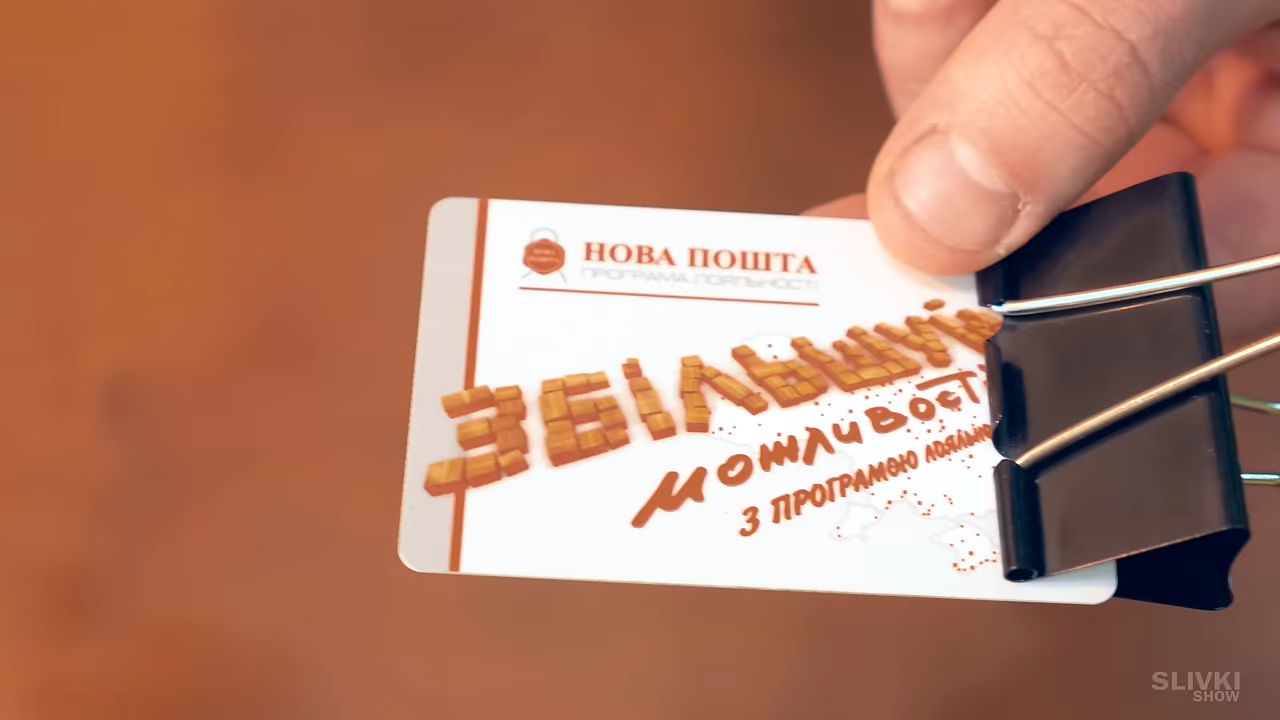 НОВА ПОШТА
ПРОГРАМА ЛОЯЛЬНОСТІ
ЗБІЛЬШУЙ
можливості
З ПРОГРАМОЮ
SLIVKI
SHOW